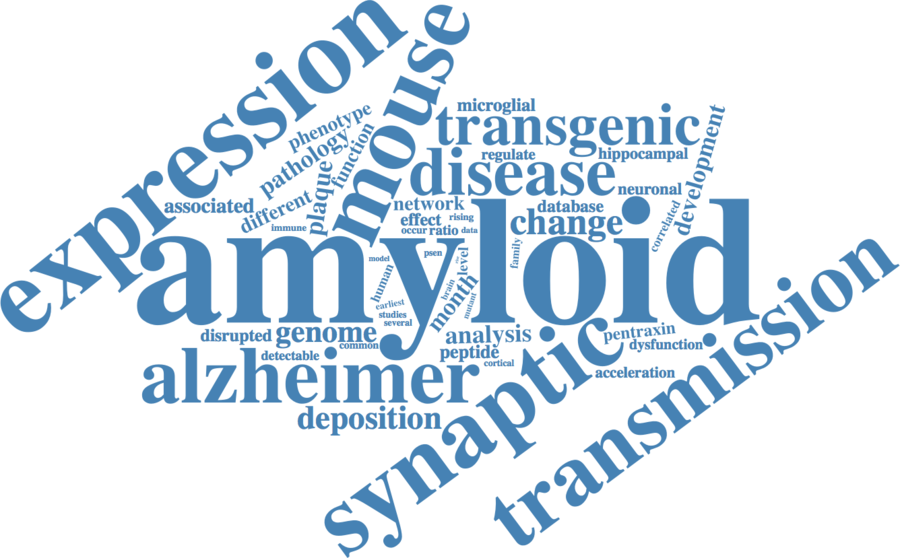 expression
mouse
microglial
transgenic
phenotype
pathology
function
regulate
hippocampal
development
disease
neuronal
plaque
associated
different
network
database
effect
rising
change
correlated
immune
occur
ratio
data
amyloid
family
psen
level
model
human
brain
month
mutant
earliest
studies
several
disrupted
genome
common
analysis
synaptic
pentraxin
dysfunction
transmission
detectable
peptide
cortical
alzheimer
acceleration
deposition